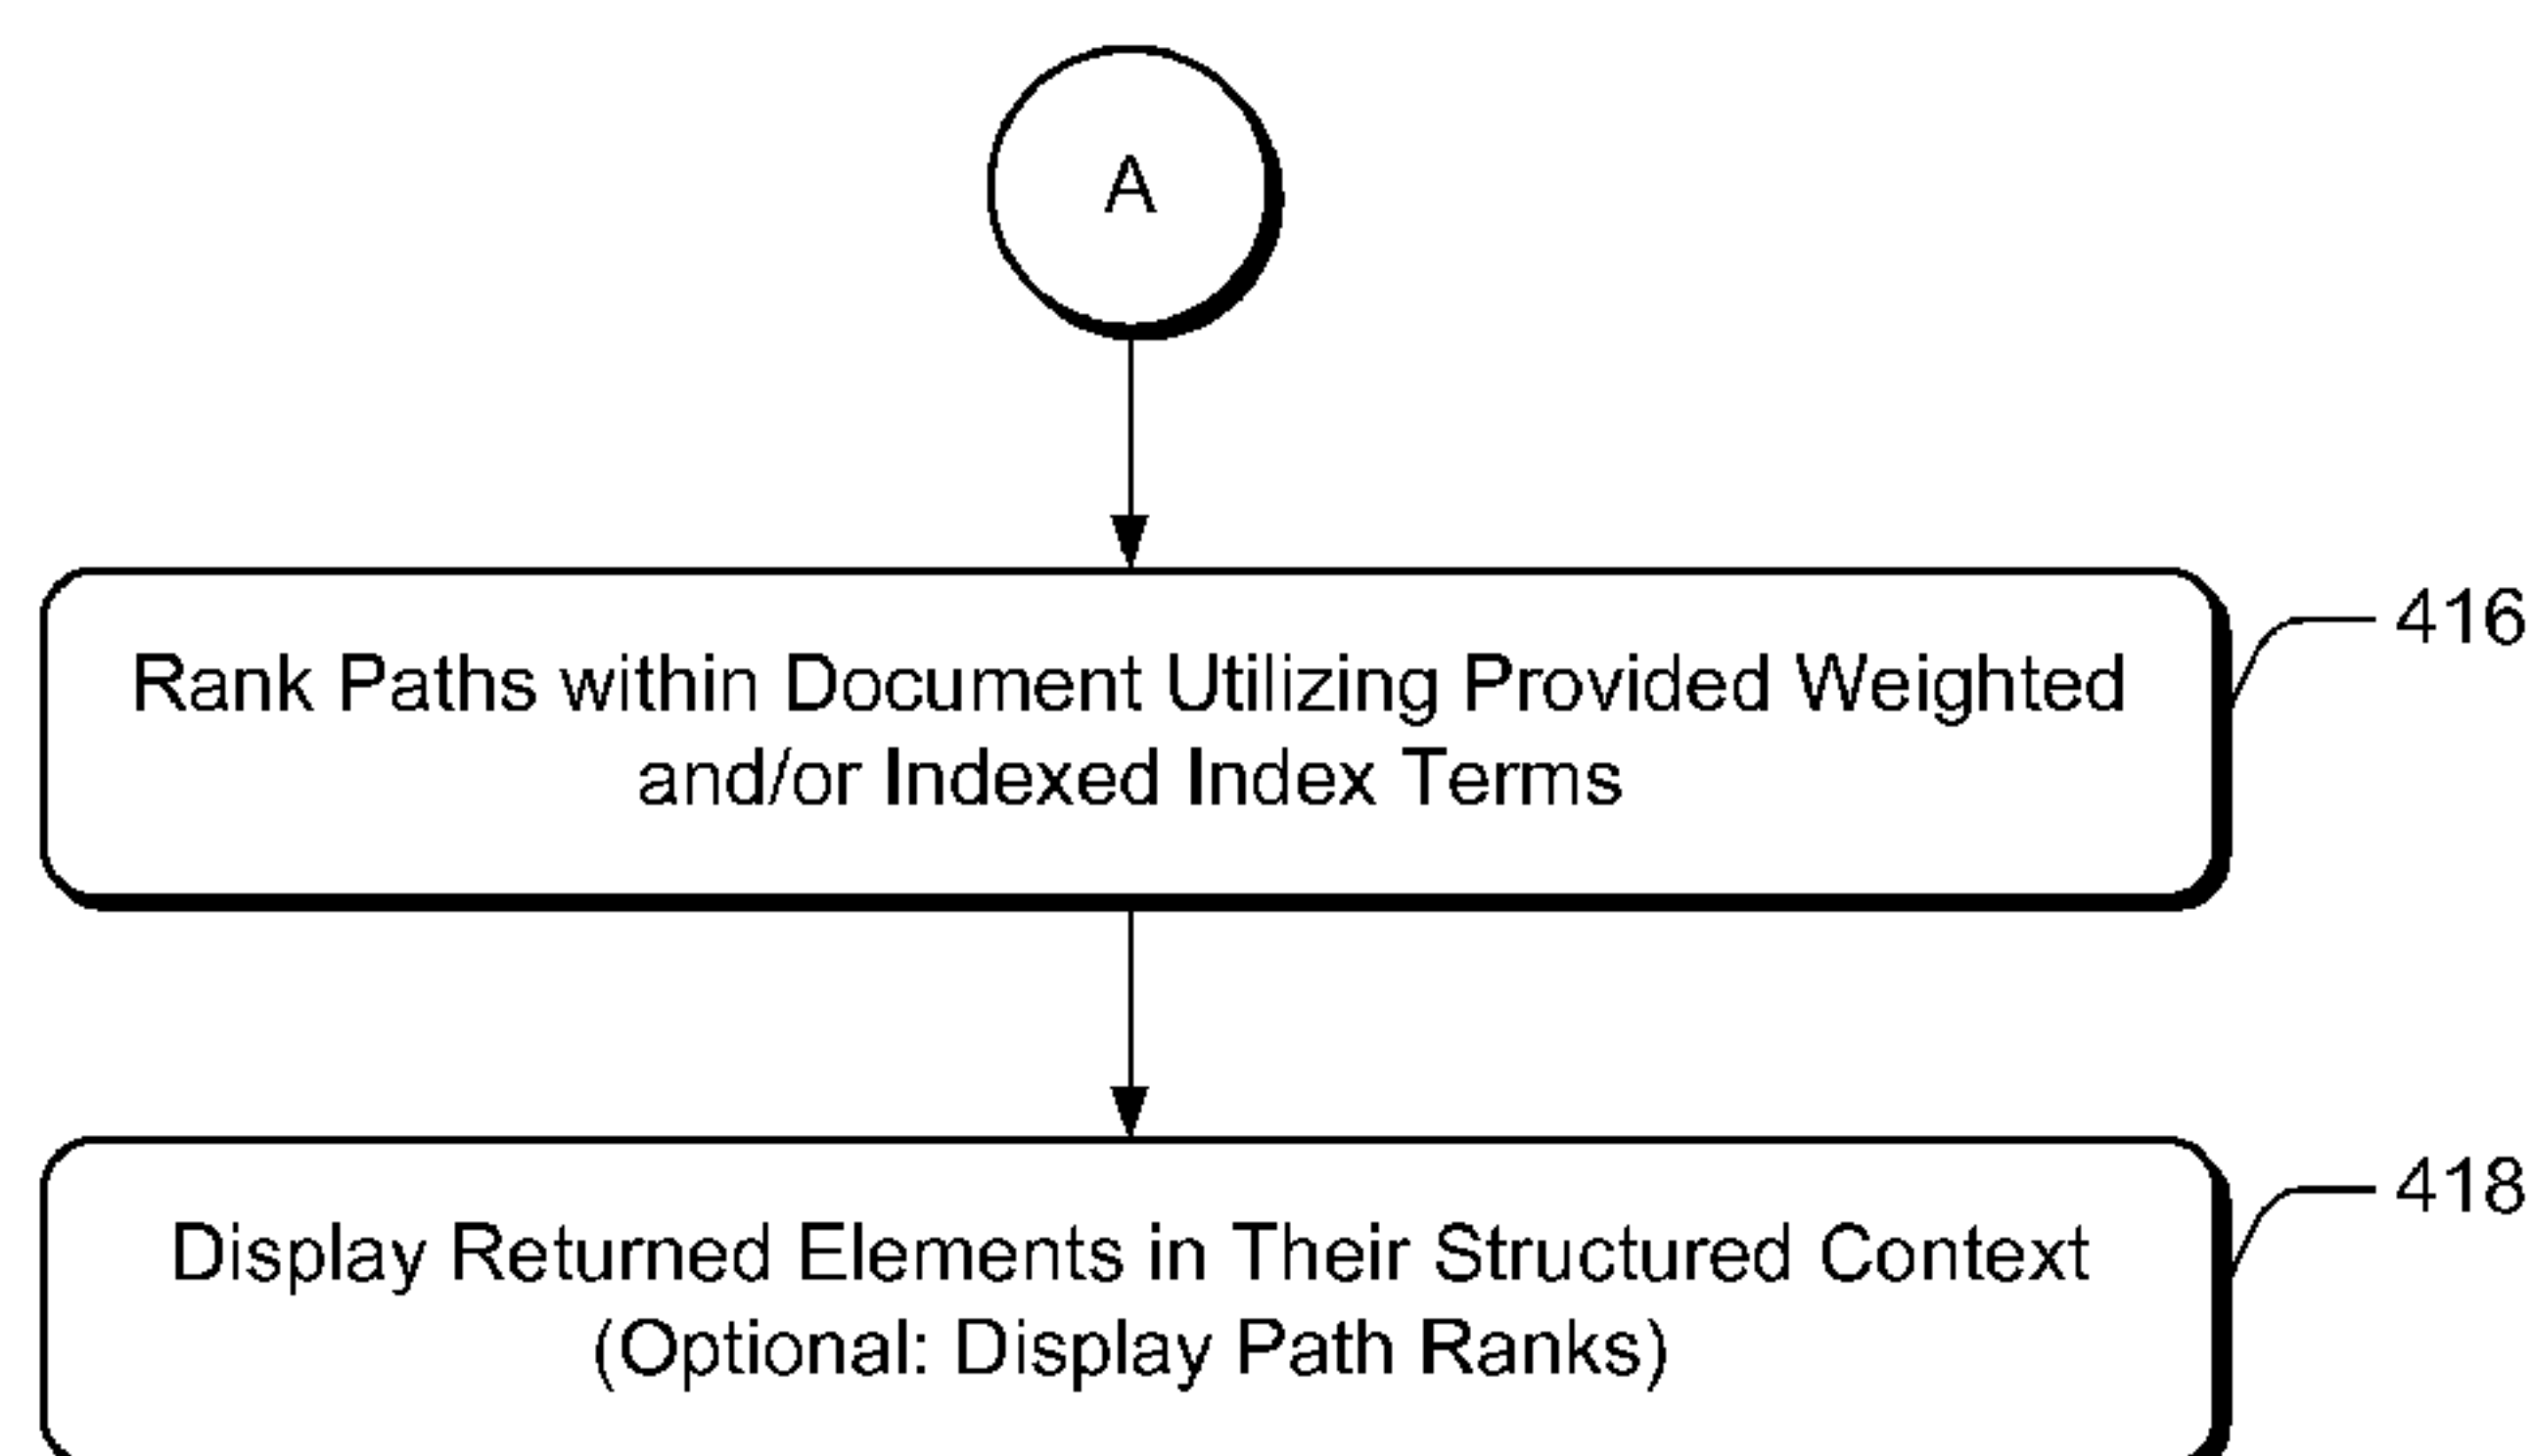 A
Rank Paths within Document Utilizing Provided Weighted
and/or Indexed Index Terms
416
Display Returned Elements in Their Structured Context
(Optional: Display Path Ranks)
418